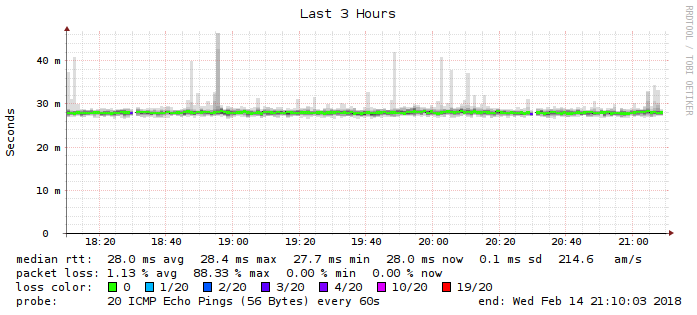 Last 3 Hours
RRDTOOL / TOBI OETIKER
Seconds
40 m
30 m
20 m
10 m
0
18:20 18:40 19:00 19:20 19:40 20:00 20:20 20:40 21:00
median rtt: 28.0 ms avg 28.4 ms max 27.7 ms min 28.0 ms now 0.1 ms sd 214.6 am/s
packet loss: 1.13 % avg 88.33 % max 0.00 % min 0.00 % now
loss color: 0 1/20 2/20 3/20 4/20 10/20 19/20
probe: 20 ICMP Echo Pings (56 Bytes) every 60s end: Wed Feb 14 21:10:03 2018